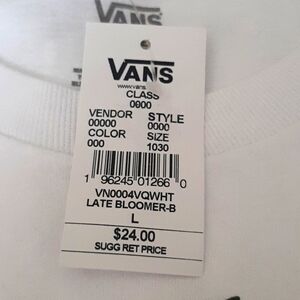 VANS
VANS
www.vans
CLASS
0000
VENDOR STYLE
00000 0000
COLOR SIZE
000 1030
1 96245 01266 0
VN0004VQWHT
LATE BLOOMER-B
L
$24.00
SUGG RET PRICE